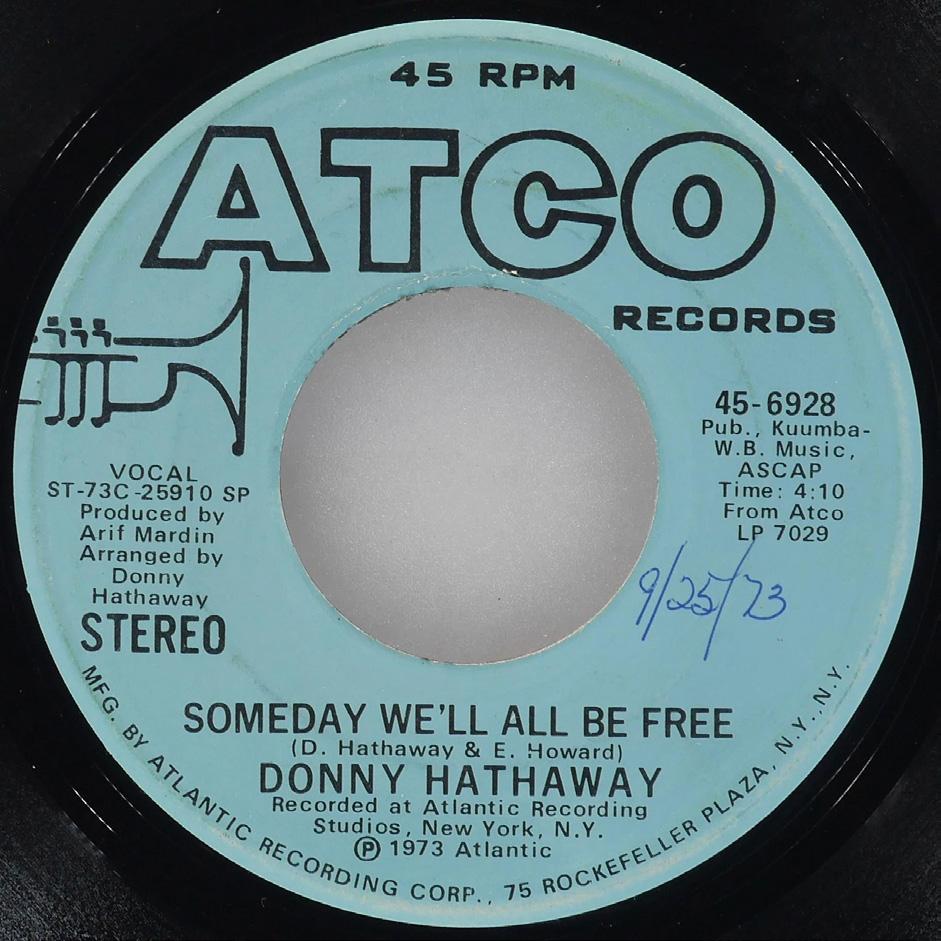 45 RPM
ATCO
RECORDS
45-6928
Pub., Kuumba-
W.B. Music,
ASCAP
Time: 4:10
From Atco
LP 7029
VOCAL
ST-73C-25910 SP
Produced by
Arif Mardin
Arranged by
Donny
Hathaway
STEREO
9/25/73
SOMEDAY WE'LL ALL BE FREE
(D. Hathaway & E. Howard)
DONNY HATHAWAY
Recorded at Atlantic Recording
Studios, New York, N.Y.
Ⓟ 1973 Atlantic
MFG. BY ATLANTIC RECORDING CORP., 75 ROCKEFELLER PLAZA, N.Y., N.Y.